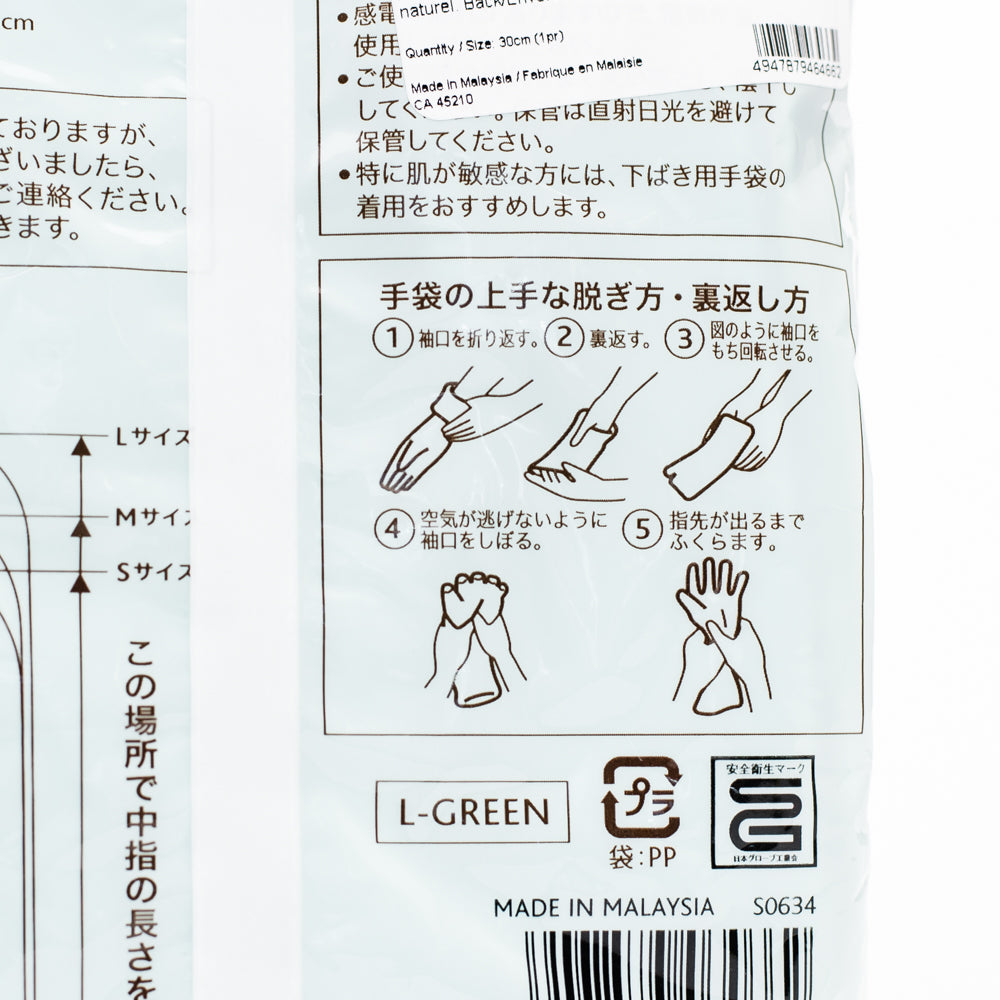 cm
ておりますが、
ざいましたら、
ご連絡ください。
きます。
Lサイズ
Mサイズ
Sサイズ
この場所で中指の長さを
naturel. Back/
Quantity / Size: 30cm (1pr)
Made in Malaysia / Fabrique en Malaisie
CA 45210
4947879464662
●感電
使用
●ご使
してく
。保管は直射日光を避けて
保管してください。
●特に肌が敏感な方には、下ばき用手袋の
着用をおすすめします。
手袋の上手な脱ぎ方・裏返し方
① 袖口を折り返す。
② 裏返す。
③ 図のように袖口を
もち回転させる。
④ 空気が逃げないように
袖口をしぼる。
⑤ 指先が出るまで
ふくらます。
L-GREEN
プラ
袋:PP
安全衛生マーク
SG
日本グローブ工業会
MADE IN MALAYSIA S0634